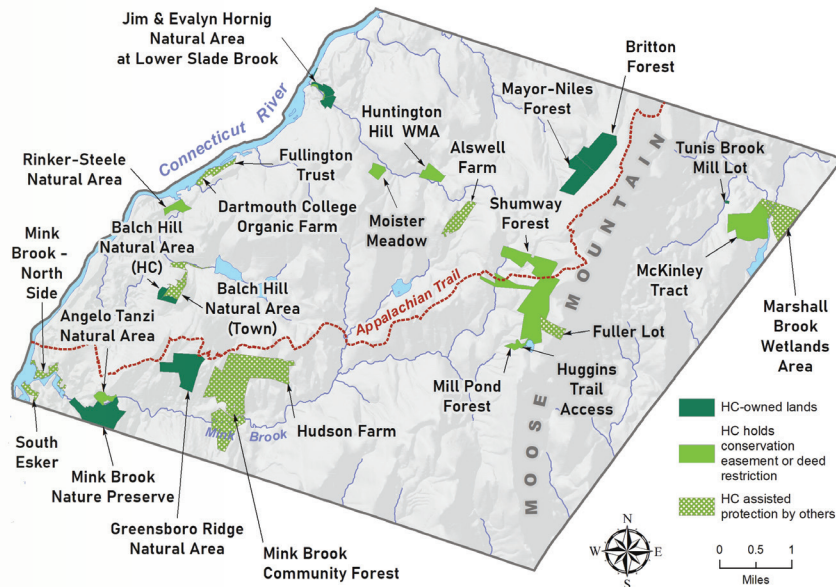 Jim & Evalyn Hornig
Natural Area
at Lower Slade Brook
Britton
Forest
Mayor-Niles
Forest
Connecticut River
Huntington
Hill WMA
Alswell
Farm
Tunis Brook
Mill Lot
Rinker-Steele
Natural Area
Fullington
Trust
Dartmouth College
Organic Farm
Moister
Meadow
Shumway
Forest
Mink
Brook -
North
Side
Balch Hill
Natural Area
(HC)
Balch Hill
Natural Area
(Town)
McKinley
Tract
Marshall
Brook
Wetlands
Area
Angelo Tanzi
Natural Area
Appalachian Trail
MOOSE MOUNTAIN
Fuller Lot
Mill Pond
Forest
Huggins
Trail
Access
South
Esker
Mink Brook
Nature Preserve
Greensboro Ridge
Natural Area
Mink Brook
Hudson Farm
Mink Brook
Community Forest
HC-owned lands
HC holds
conservation
easement or deed
restriction
HC assisted
protection by others
N
W
E
S
0 0.5 1
Miles